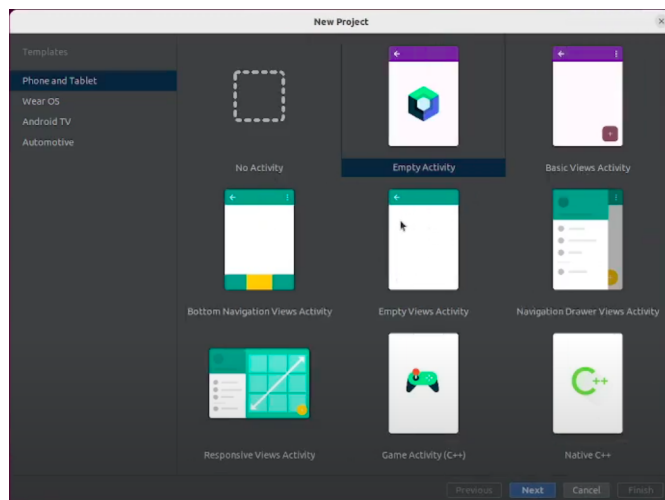 New Project
Templates
Phone and Tablet
Wear OS
Android TV
Automotive
No Activity
Empty Activity
Basic Views Activity
Bottom Navigation Views Activity
Empty Views Activity
Navigation Drawer Views Activity
Responsive Views Activity
Game Activity (C++)
C++
Native C++
Previous
Next
Cancel
Finish